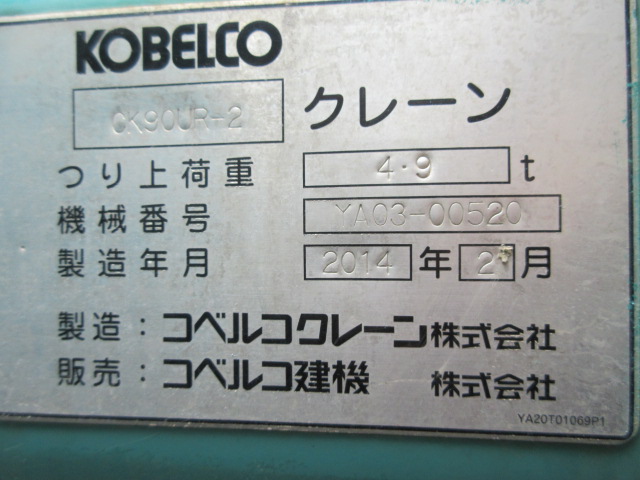 KOBELCO
CK90UR-2 クレーン
つり上荷重 4.9 t
機械番号 YA03-00520
製造年月 2014 年 2 月
製造：コベルコクレーン株式会社
販売：コベルコ建機 株式会社
YA20T01069P1